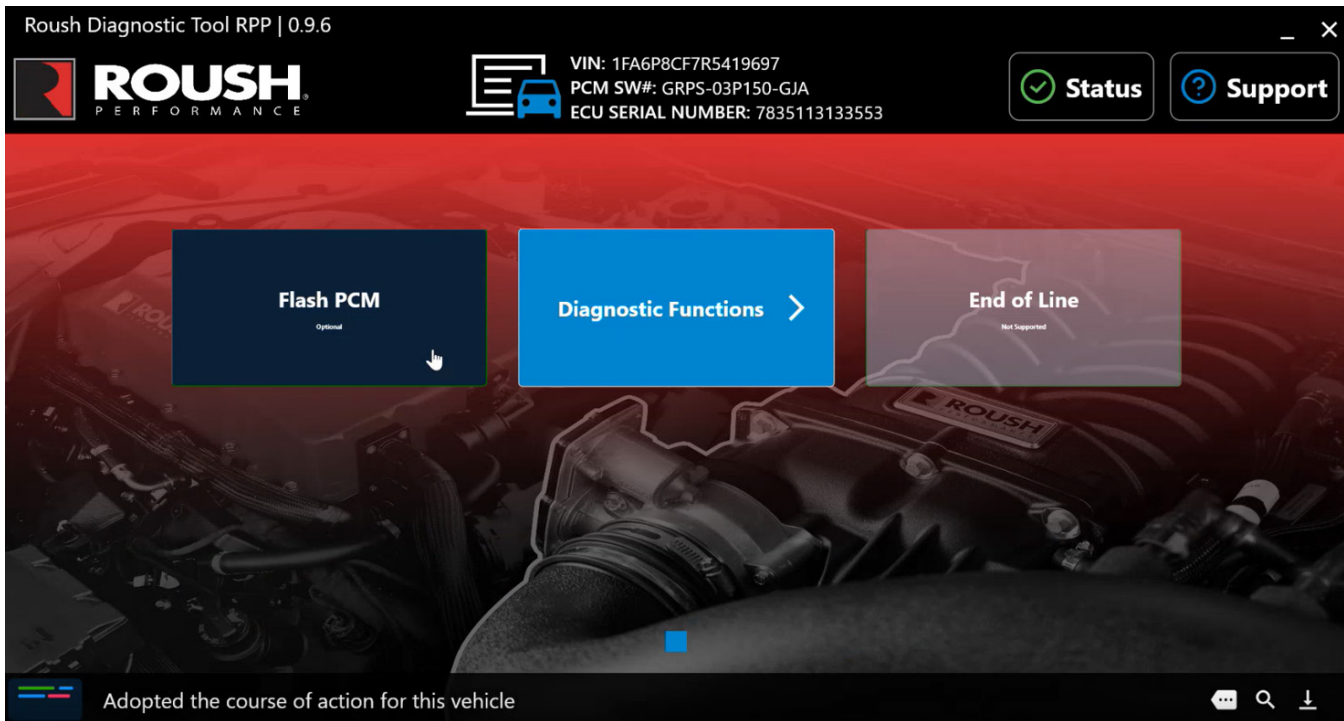 Roush Diagnostic Tool RPP | 0.9.6
ROUSH
PERFORMANCE
VIN: 1FA6P8CF7R5419697
PCM SW#: GRPS-03P150-GJA
ECU SERIAL NUMBER: 7835113133553
Status
Support
Flash PCM
Optional
Diagnostic Functions
End of Line
Not Supported
ROUSH
PERFORMANCE
Adopted the course of action for this vehicle